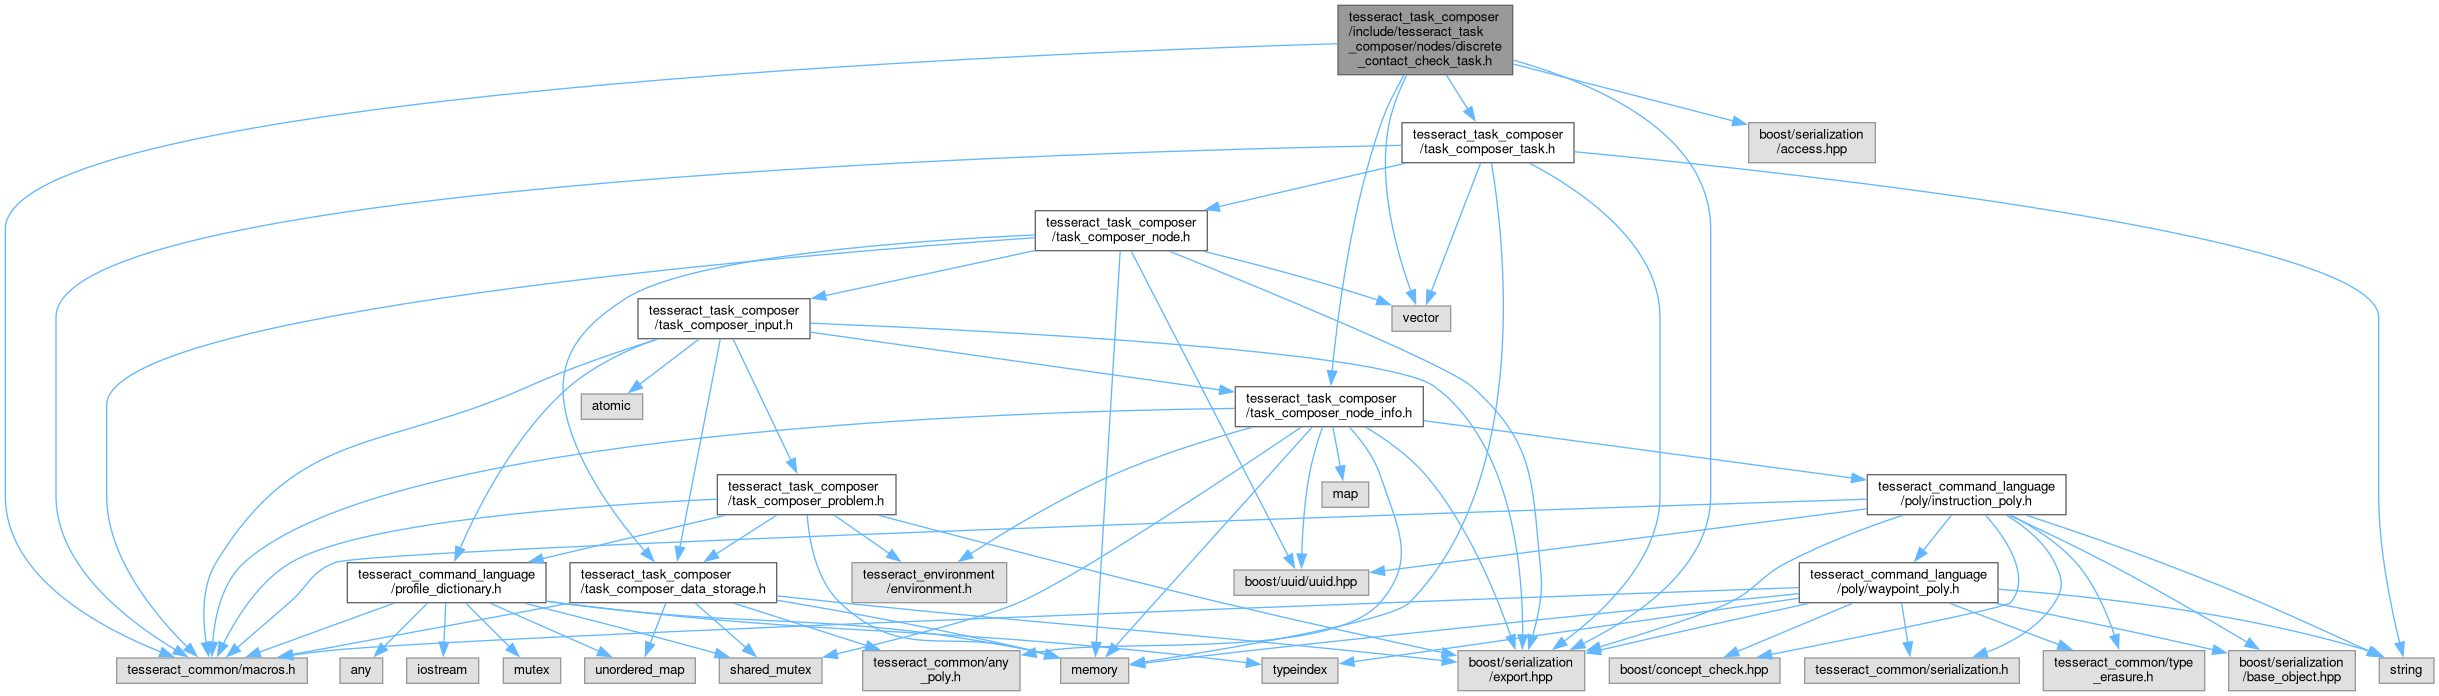 tesseract_task_composer
/include/tesseract_task
_composer/nodes/discrete
_contact_check_task.h
tesseract_task_composer
/task_composer_task.h
boost/serialization
/access.hpp
tesseract_task_composer
/task_composer_node.h
tesseract_task_composer
/task_composer_input.h
vector
atomic
tesseract_task_composer
/task_composer_node_info.h
tesseract_task_composer
/task_composer_problem.h
map
tesseract_command_language
/poly/instruction_poly.h
tesseract_command_language
/profile_dictionary.h
tesseract_task_composer
/task_composer_data_storage.h
tesseract_environment
/environment.h
boost/uuid/uuid.hpp
tesseract_command_language
/poly/waypoint_poly.h
tesseract_common/macros.h
any
iostream
mutex
unordered_map
shared_mutex
tesseract_common/any
_poly.h
memory
typeindex
boost/serialization
/export.hpp
boost/concept_check.hpp
tesseract_common/serialization.h
tesseract_common/type
_erasure.h
boost/serialization
/base_object.hpp
string